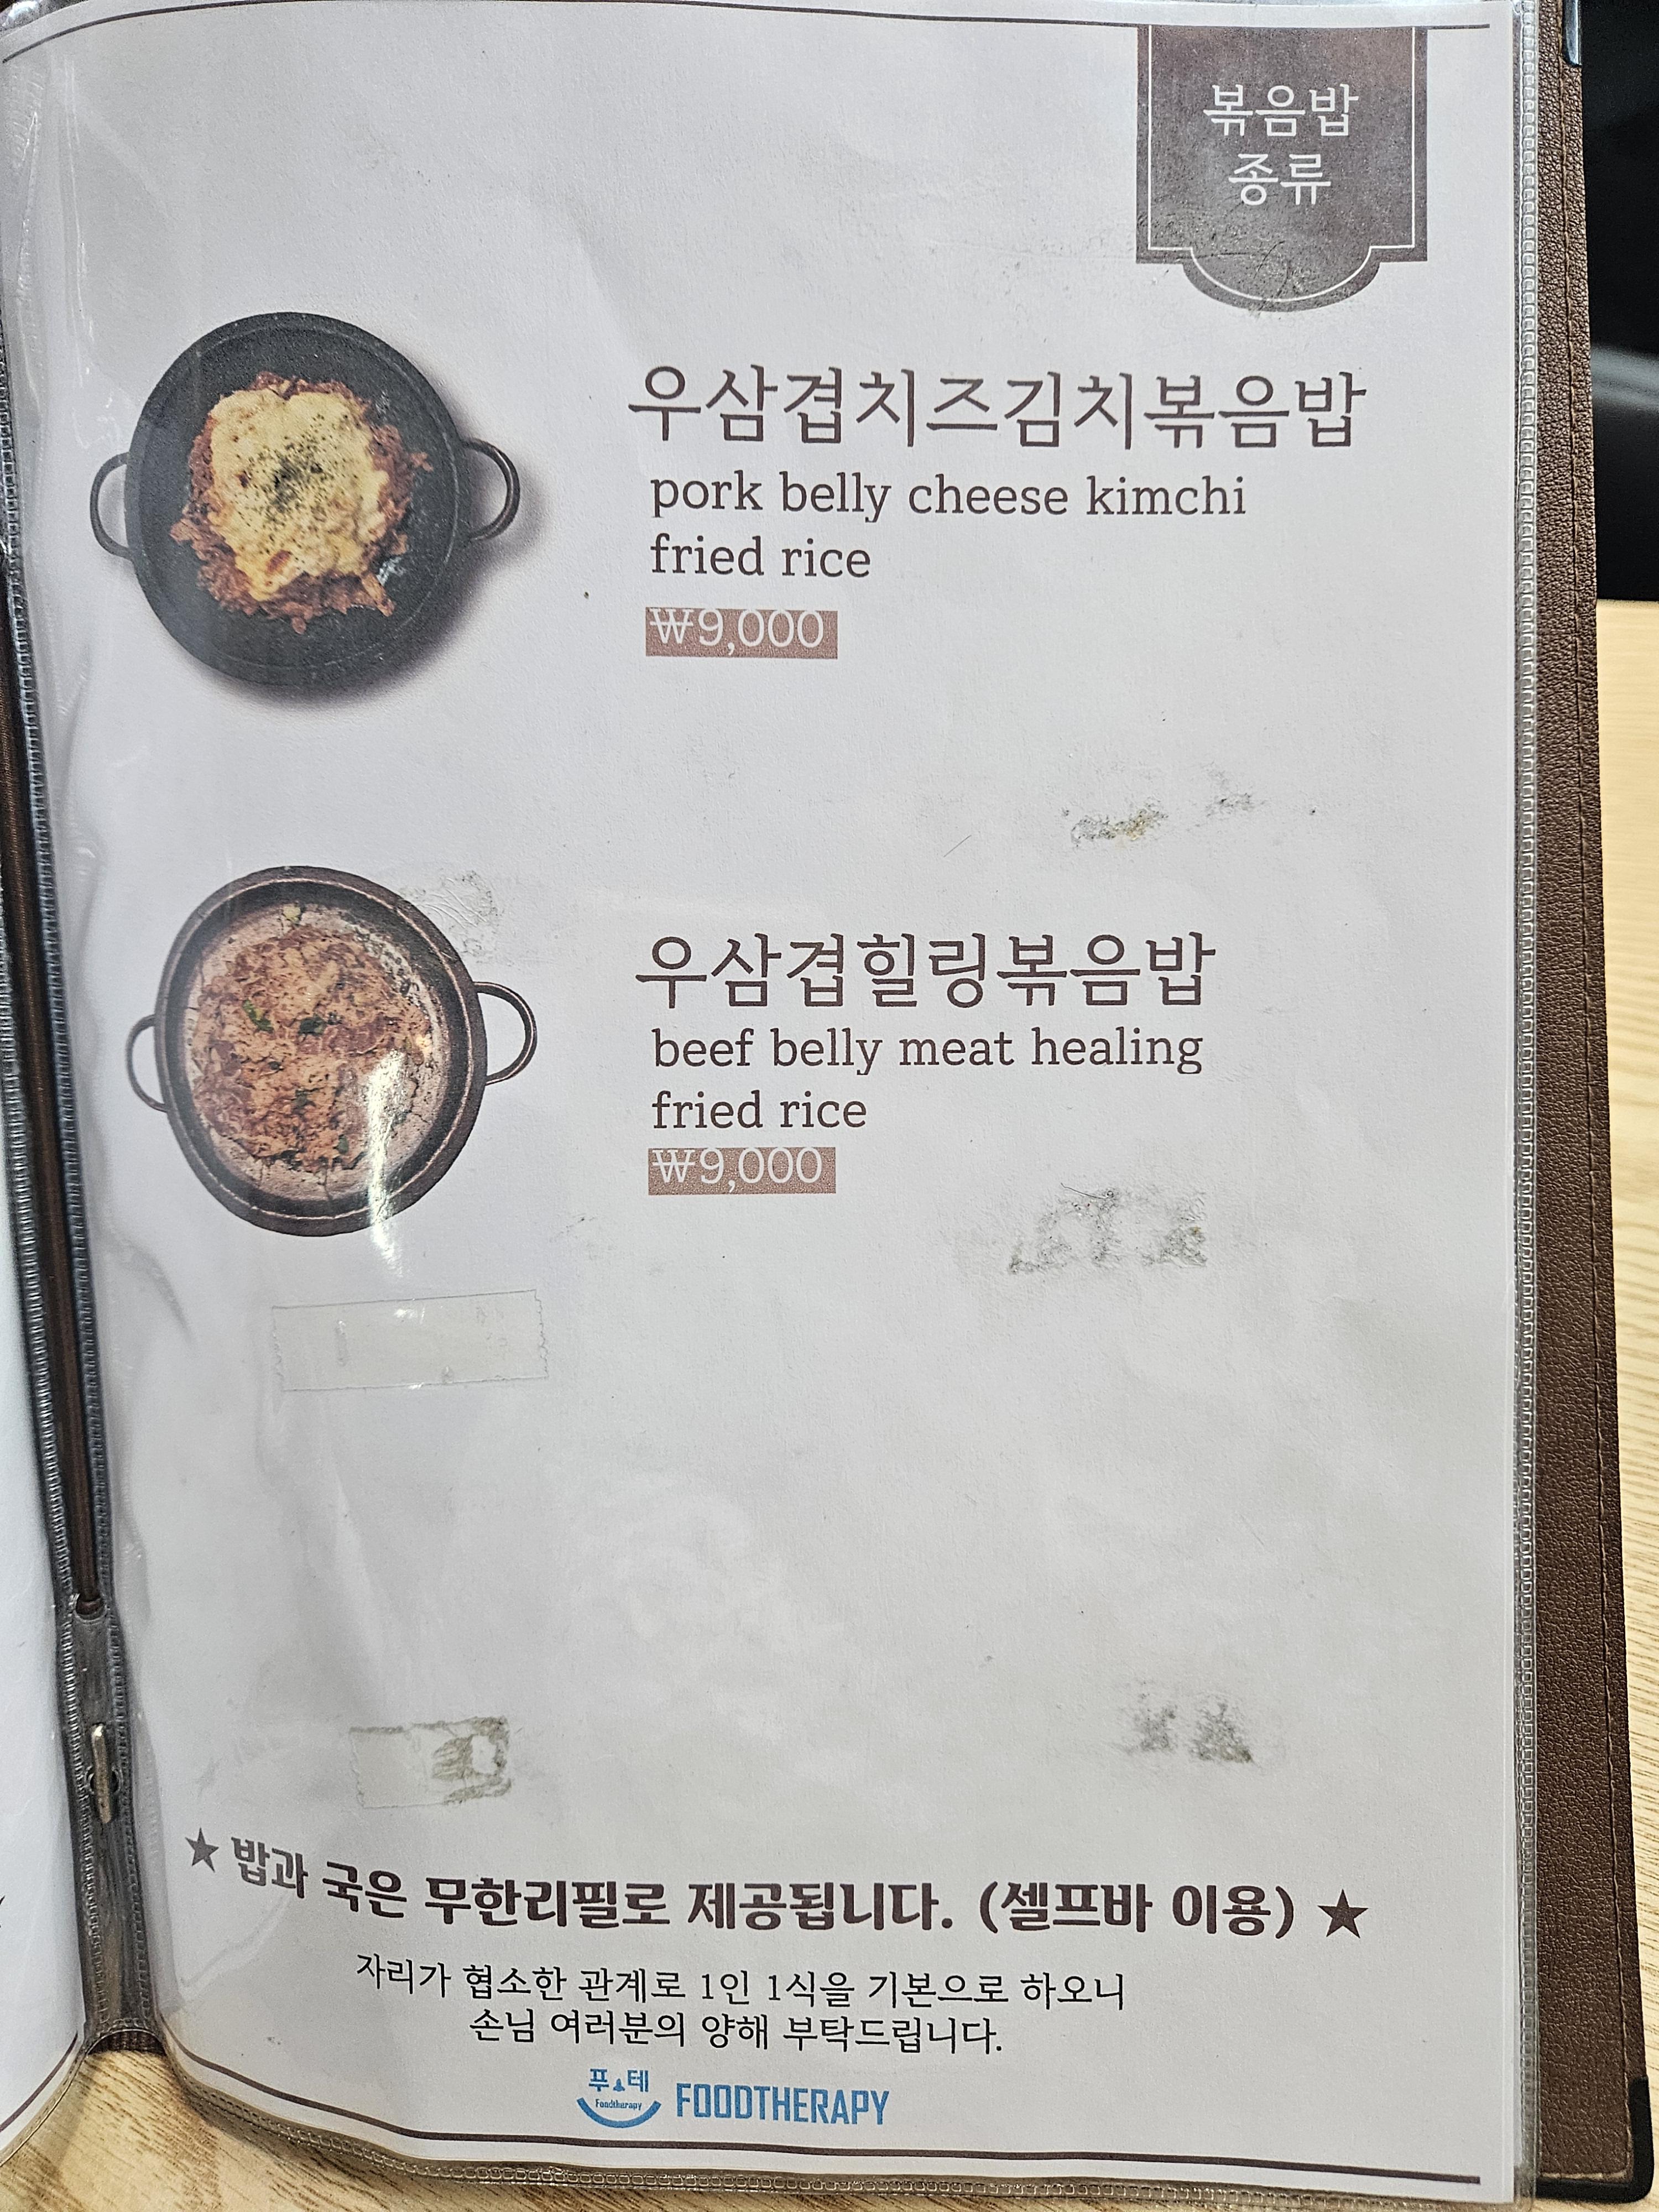 볶음밥
종류
우삼겹치즈김치볶음밥
pork belly cheese kimchi
fried rice
₩9,000
우삼겹힐링볶음밥
beef belly meat healing
fried rice
₩9,000
★ 밥과 국은 무한리필로 제공됩니다. (셀프바 이용) ★
자리가 협소한 관계로 1인 1식을 기본으로 하오니
손님 여러분의 양해 부탁드립니다.
푸테
Foodtherapy
FOODTHERAPY